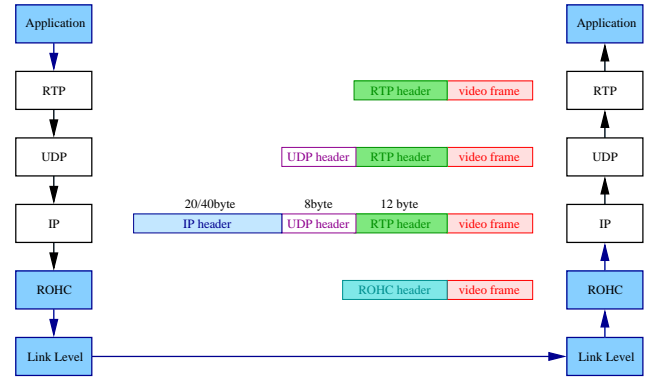 Application
Application
RTP
RTP header
video frame
RTP
UDP
UDP header
RTP header
video frame
UDP
20/40byte
8byte
12 byte
IP
IP header
UDP header
RTP header
video frame
IP
ROHC
ROHC header
video frame
ROHC
Link Level
Link Level